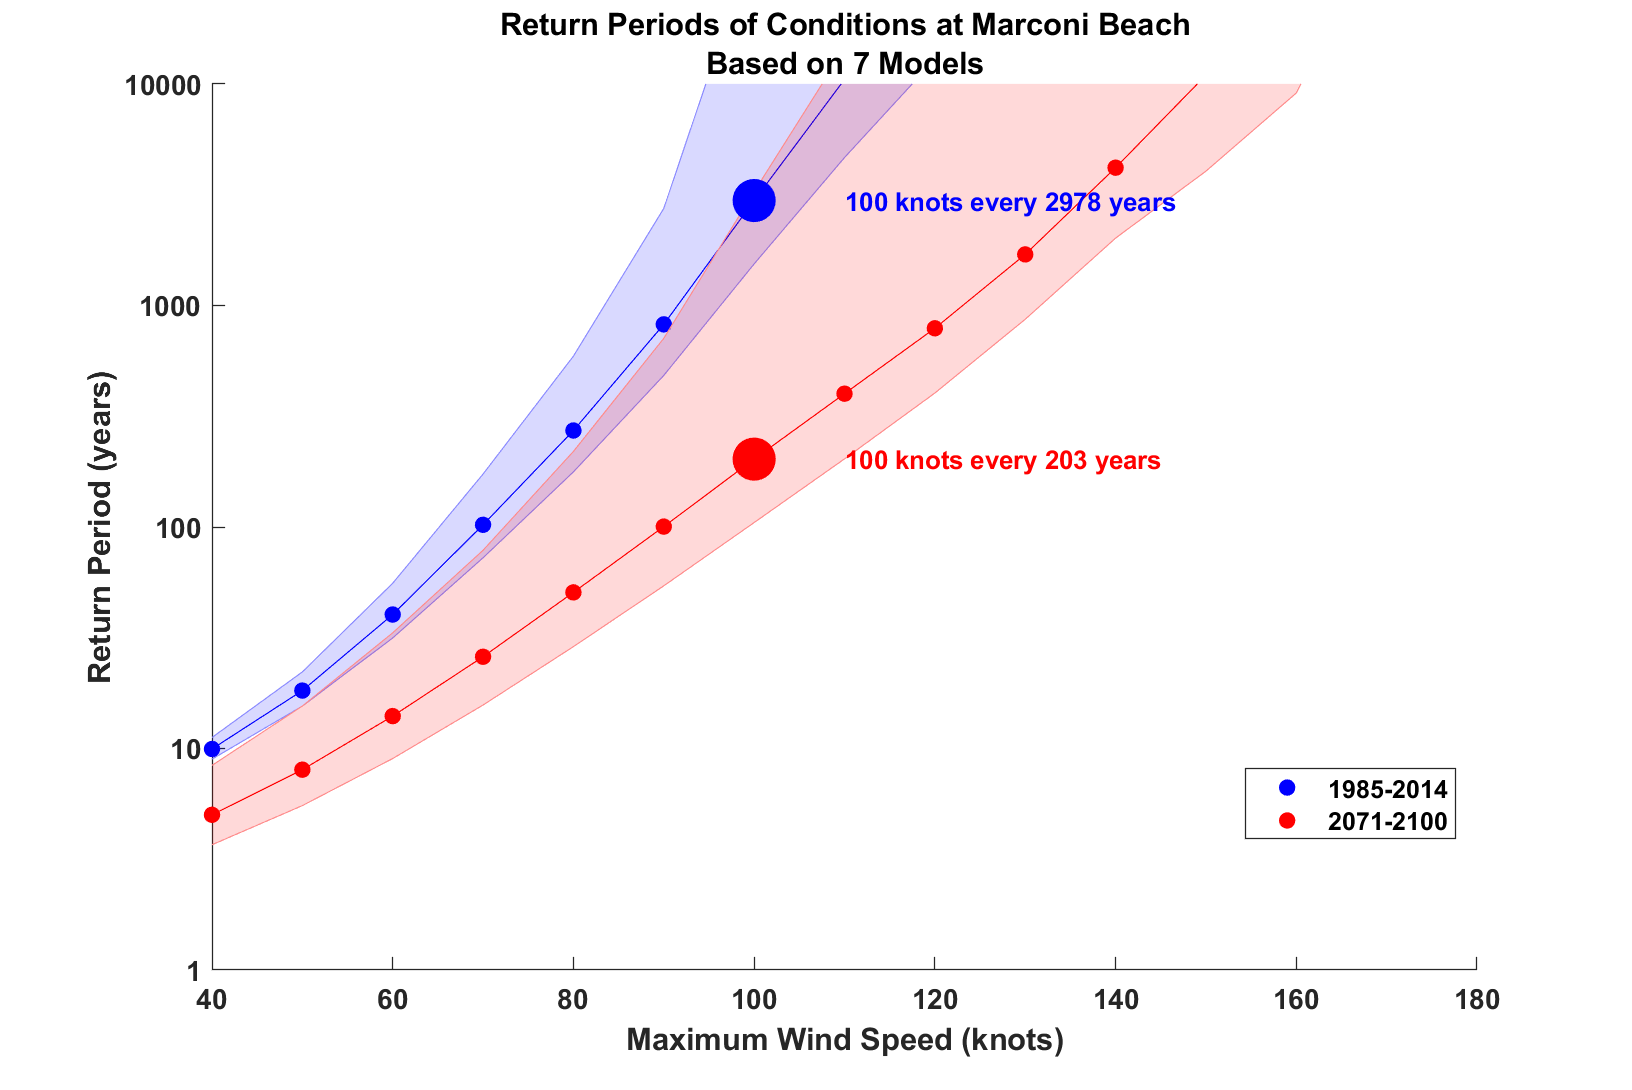 Return Periods of Conditions at Marconi Beach
Based on 7 Models
10000
1000
100
10
1
Return Period (years)
100 knots every 2978 years
100 knots every 203 years
1985-2014
2071-2100
40 60 80 100 120 140 160 180
Maximum Wind Speed (knots)